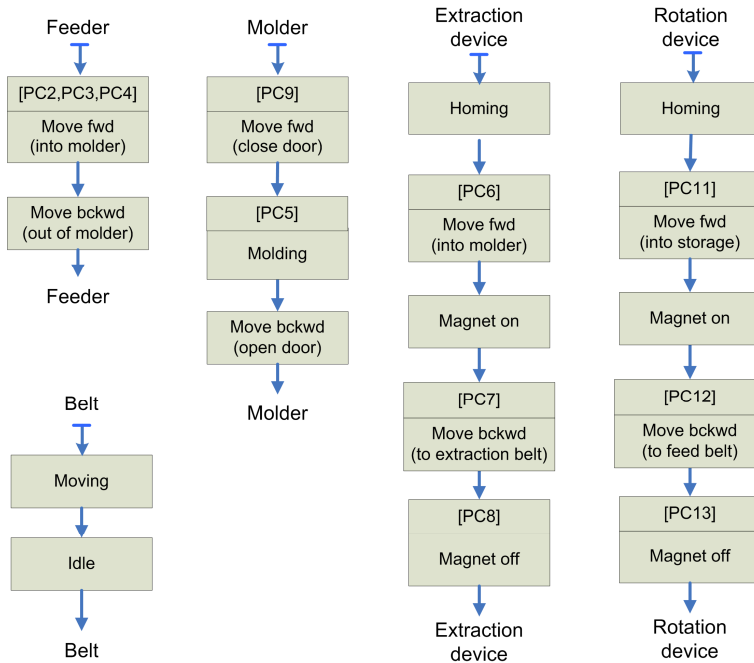 Feeder
[PC2,PC3,PC4]
Move fwd
(into molder)
Move bckwd
(out of molder)
Feeder
Belt
Moving
Idle
Belt
Molder
[PC9]
Move fwd
(close door)
[PC5]
Molding
Move bckwd
(open door)
Molder
Extraction
device
Homing
[PC6]
Move fwd
(into molder)
Magnet on
[PC7]
Move bckwd
(to extraction belt)
[PC8]
Magnet off
Extraction
device
Rotation
device
Homing
[PC11]
Move fwd
(into storage)
Magnet on
[PC12]
Move bckwd
(to feed belt)
[PC13]
Magnet off
Rotation
device